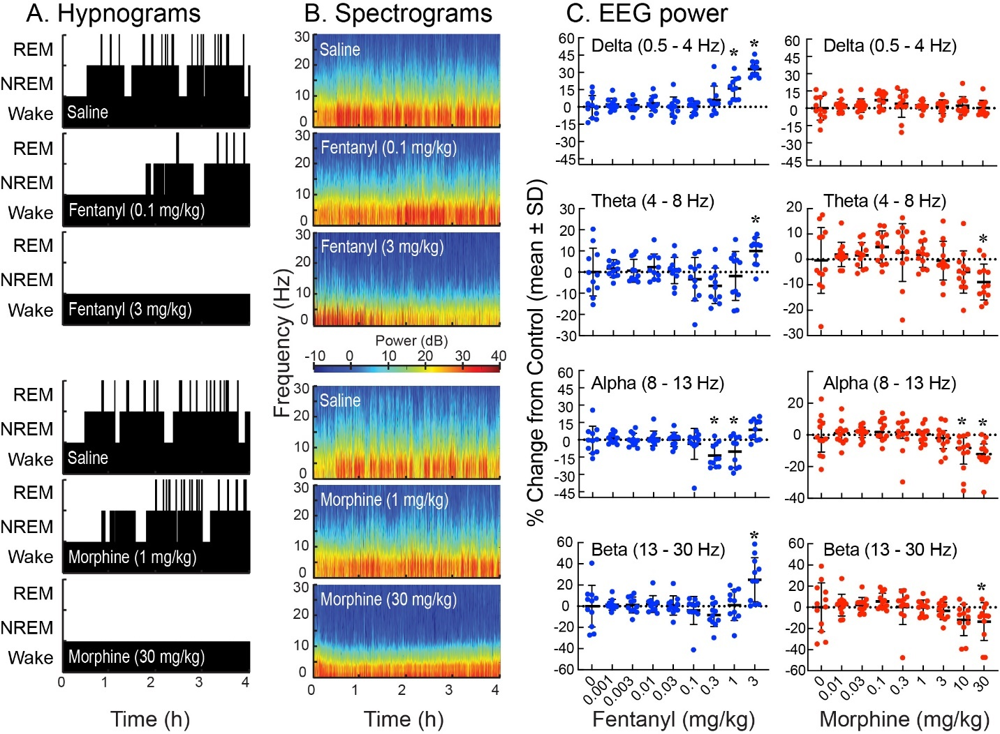 A. Hypnograms
REM
NREM
Wake
Saline
REM
NREM
Wake
Fentanyl (0.1 mg/kg)
REM
NREM
Wake
Fentanyl (3 mg/kg)
REM
NREM
Wake
Saline
REM
NREM
Wake
Morphine (1 mg/kg)
REM
NREM
Wake
Morphine (30 mg/kg)
0 1 2 3 4
Time (h)
B. Spectrograms
30
20
10
0
Saline
30
20
10
0
Fentanyl (0.1 mg/kg)
30
20
10
0
Fentanyl (3 mg/kg)
Frequency (Hz)
Power (dB)
-10 0 10 20 30 40
30
20
10
0
Saline
30
20
10
0
Morphine (1 mg/kg)
30
20
10
0
Morphine (30 mg/kg)
0 1 2 3 4
Time (h)
C. EEG power
% Change from Control (mean ± SD)
Delta (0.5 - 4 Hz)
* *
60
45
30
15
0
-15
-30
-45
Delta (0.5 - 4 Hz)
60
45
30
15
0
-15
-30
-45
Theta (4 - 8 Hz)
*
30
20
10
0
-10
-20
-30
Theta (4 - 8 Hz)
*
20
10
0
-10
-20
-30
Alpha (8 - 13 Hz)
* *
60
45
30
15
0
-15
-30
-45
Alpha (8 - 13 Hz)
* *
20
0
-20
-40
Beta (13 - 30 Hz)
*
60
40
20
0
-20
-40
-60
Beta (13 - 30 Hz)
*
60
40
20
0
-20
-40
-60
0 0.001 0.003 0.01 0.03 0.1 0.3 1 3
Fentanyl (mg/kg)
0 0.01 0.03 0.1 0.3 1 3 10 30
Morphine (mg/kg)